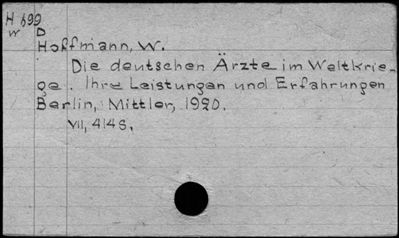 H 699
w D
Hoffmann, W.
Die deutschen Ärzte im Weltkrie-
ge. Ihre Leistungen und Erfahrungen
Berlin, Mittler, 1920.
VII, 414 S.